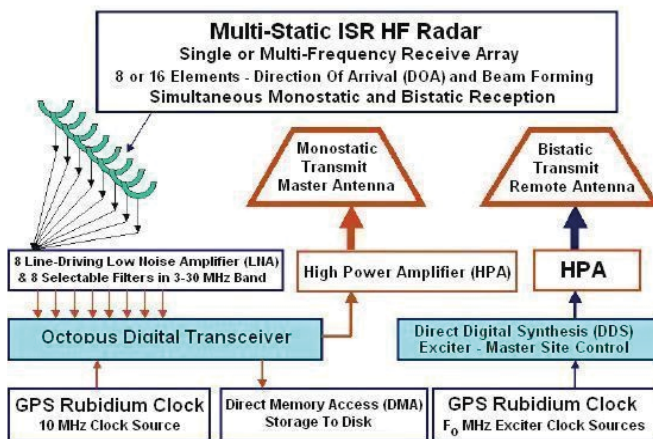 Multi-Static ISR HF Radar
Single or Multi-Frequency Receive Array
8 or 16 Elements - Direction Of Arrival (DOA) and Beam Forming
Simultaneous Monostatic and Bistatic Reception
Monostatic
Transmit
Master Antenna
Bistatic
Transmit
Remote Antenna
8 Line-Driving Low Noise Amplifier (LNA)
& 8 Selectable Filters in 3-30 MHz Band
High Power Amplifier (HPA)
HPA
Octopus Digital Transceiver
Direct Digital Synthesis (DDS)
Exciter - Master Site Control
GPS Rubidium Clock
10 MHz Clock Source
Direct Memory Access (DMA)
Storage To Disk
GPS Rubidium Clock
F₀ MHz Exciter Clock Sources